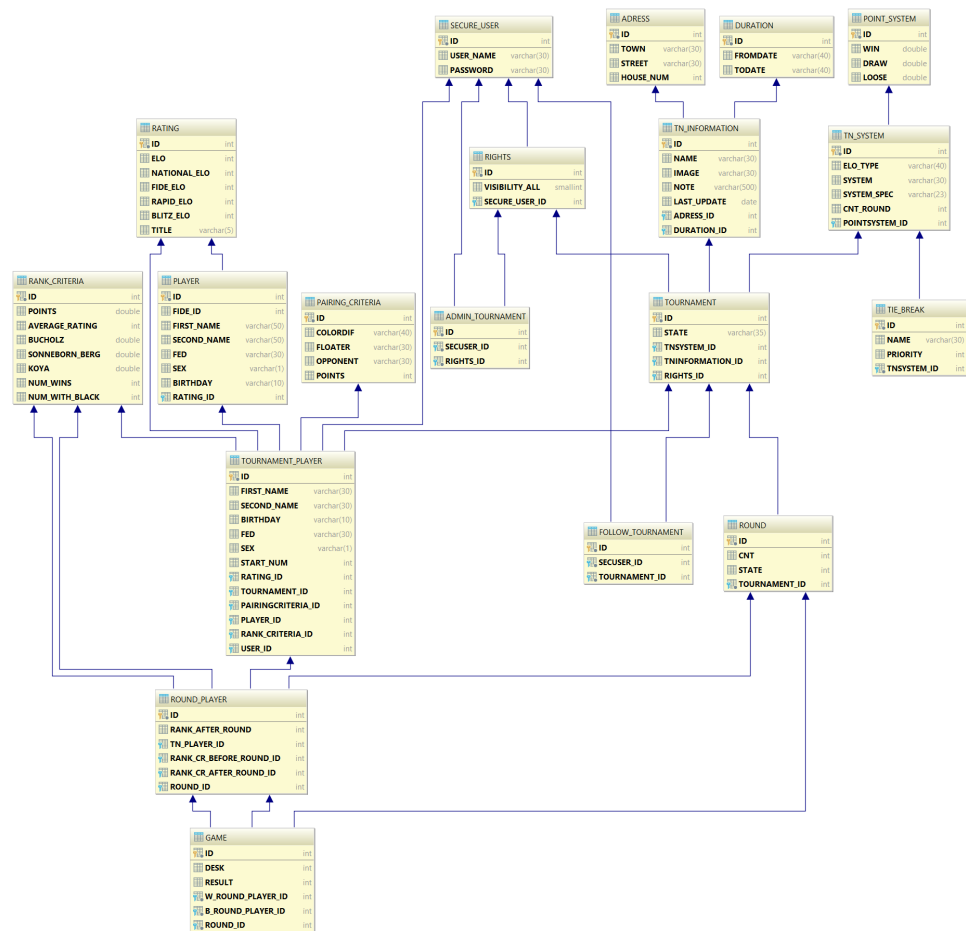 SECURE_USER
ID int
USER_NAME varchar(30)
PASSWORD varchar(30)
ADRESS
ID int
TOWN varchar(30)
STREET varchar(30)
HOUSE_NUM int
DURATION
ID int
FROMDATE varchar(40)
TODATE varchar(40)
POINT_SYSTEM
ID int
WIN double
DRAW double
LOOSE double
RATING
ID int
ELO int
NATIONAL_ELO int
FIDE_ELO int
RAPID_ELO int
BLITZ_ELO int
TITLE varchar(5)
RIGHTS
ID int
VISIBILITY_ALL smallint
SECURE_USER_ID int
TN_INFORMATION
ID int
NAME varchar(30)
IMAGE varchar(30)
NOTE varchar(500)
LAST_UPDATE date
ADRESS_ID int
DURATION_ID int
TN_SYSTEM
ID int
ELO_TYPE varchar(40)
SYSTEM varchar(30)
SYSTEM_SPEC varchar(23)
CNT_ROUND int
POINTSYSTEM_ID int
RANK_CRITERIA
ID int
POINTS double
AVERAGE_RATING int
BUCHOLZ double
SONNEBORN_BERG double
KOYA double
NUM_WINS int
NUM_WITH_BLACK int
PLAYER
ID int
FIDE_ID int
FIRST_NAME varchar(50)
SECOND_NAME varchar(50)
FED varchar(30)
SEX varchar(1)
BIRTHDAY varchar(10)
RATING_ID int
PAIRING_CRITERIA
ID int
COLORDIF varchar(40)
FLOATER varchar(30)
OPPONENT varchar(30)
POINTS int
ADMIN_TOURNAMENT
ID int
SECUSER_ID int
RIGHTS_ID int
TOURNAMENT
ID int
STATE varchar(35)
TNSYSTEM_ID int
TNINFORMATION_ID int
RIGHTS_ID int
TIE_BREAK
ID int
NAME varchar(30)
PRIORITY int
TNSYSTEM_ID int
TOURNAMENT_PLAYER
ID int
FIRST_NAME varchar(30)
SECOND_NAME varchar(30)
BIRTHDAY varchar(10)
FED varchar(30)
SEX varchar(1)
START_NUM int
RATING_ID int
TOURNAMENT_ID int
PAIRINGCRITERIA_ID int
PLAYER_ID int
RANK_CRITERIA_ID int
USER_ID int
FOLLOW_TOURNAMENT
ID int
SECUSER_ID int
TOURNAMENT_ID int
ROUND
ID int
CNT int
STATE int
TOURNAMENT_ID int
ROUND_PLAYER
ID int
RANK_AFTER_ROUND int
TN_PLAYER_ID int
RANK_CR_BEFORE_ROUND_ID int
RANK_CR_AFTER_ROUND_ID int
ROUND_ID int
GAME
ID int
DESK int
RESULT int
W_ROUND_PLAYER_ID int
B_ROUND_PLAYER_ID int
ROUND_ID int